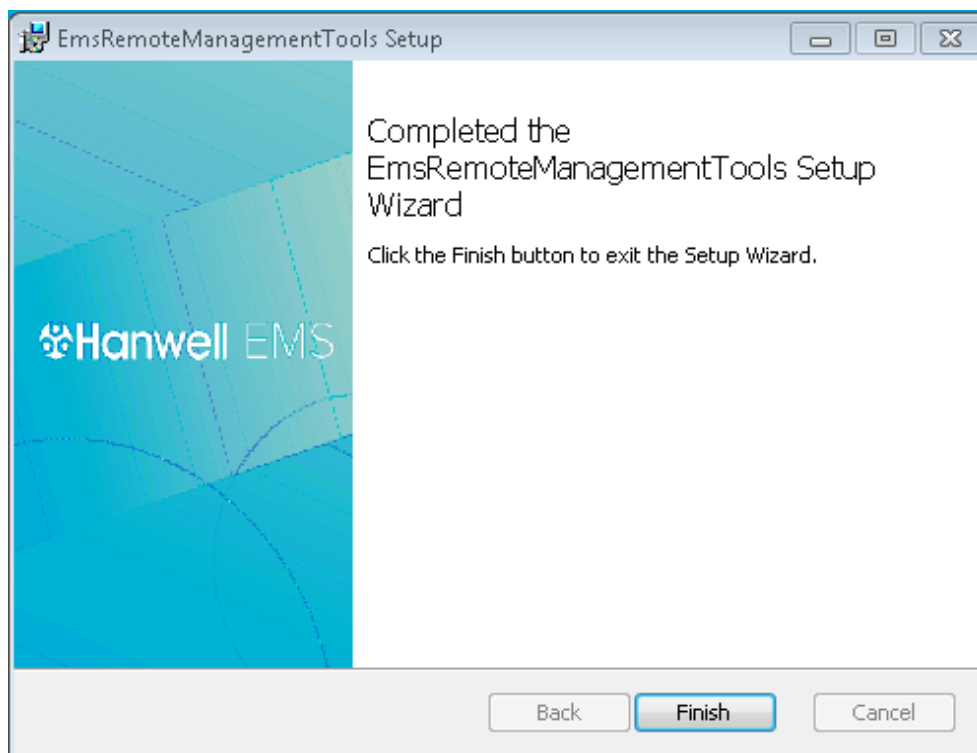 EmsRemoteManagementTools Setup
Completed the
EmsRemoteManagementTools Setup
Wizard
Click the Finish button to exit the Setup Wizard.
Hanwell EMS
Back
Finish
Cancel